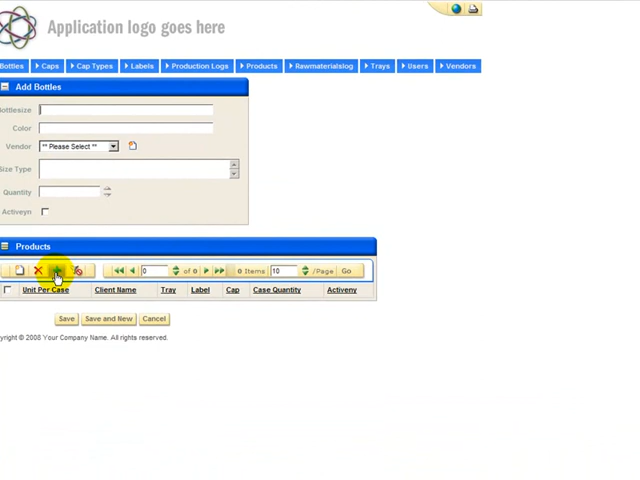 Application logo goes here
Bottles Caps Cap Types Labels Production Logs Products Rawmaterialslog Trays Users Vendors
Add Bottles
Bottlesize
Color
Vendor ** Please Select **
Size Type
Quantity
Activeyn
Products
0 of 0 0 Items 10 /Page Go
Unit Per Case Client Name Tray Label Cap Case Quantity Activeny
Save Save and New Cancel
yright © 2008 Your Company Name. All rights reserved.